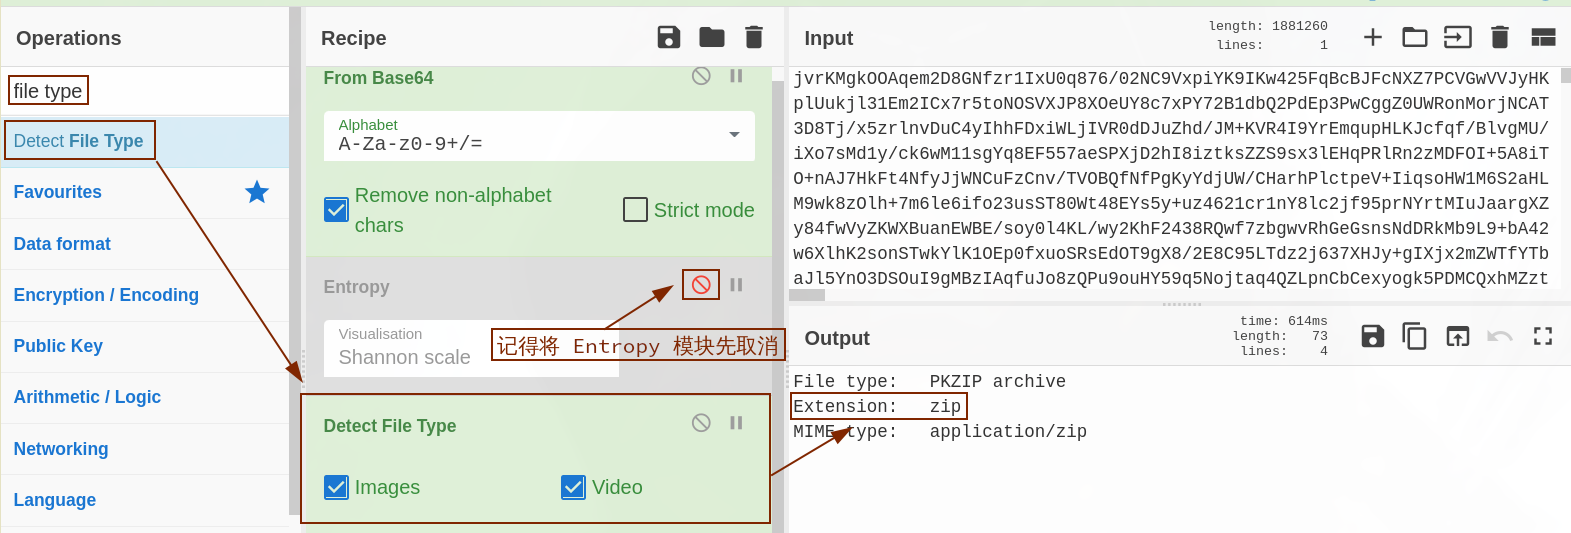 Operations
file type
Detect File Type
Favourites
Data format
Encryption / Encoding
Public Key
Arithmetic / Logic
Networking
Language
Recipe
From Base64
Alphabet
A-Za-z0-9+/=
Remove non-alphabet
chars
Strict mode
Entropy
Visualisation
Shannon scale
记得将 Entropy 模块先取消
Detect File Type
Images
Video
Input
length: 1881260
lines: 1
jvrKMgkOOAqem2D8GNfzr1IxU0q876/02NC9VxpiYK9IKw425FqBcBJFcNXZ7PCVGwVVJyHK
plUukjl31Em2ICx7r5toNOSVXJP8XOeUY8c7xPY72B1dbQ2PdEp3PwCggZ0UWRonMorjNCAT
3D8Tj/x5zrlnvDuC4yIhhFDxiWLjIVR0dDJuZhd/JM+KVR4I9YrEmqupHLKJcfqf/BlvgMU/
iXo7sMd1y/ck6wM11sgYq8EF557aeSPXjD2hI8iztksZZS9sx3lEHqPRlRn2zMDFOI+5A8iT
O+nAJ7HkFt4NfyJjWNCuFzCnv/TVOBQfNfPgKyYdjUW/CHarhPlctpeV+IiqsoHW1M6S2aHL
M9wk8zOlh+7m6le6ifo23usST80Wt48EYs5y+uz4621cr1nY8lc2jf95prNYrtMIuJaargXZ
y84fwVyZKWXBuanEWBE/soy0l4KL/wy2KhF2438RQwf7zbgwvRhGeGsnsNdDRkMb9L9+bA42
w6XlhK2sonSTwkYlK1OEp0fxuoSRsEdOT9gX8/2E8C95LTdz2j637XHJy+gIXjx2mZWTfYTb
aJl5YnO3DSOuI9gMBzIAqfuJo8zQPu9ouHY59q5Nojtaq4QZLpnCbCexyogk5PDMCQxhMZzt
Output
time: 614ms
length: 73
lines: 4
File type: PKZIP archive
Extension: zip
MIME type: application/zip